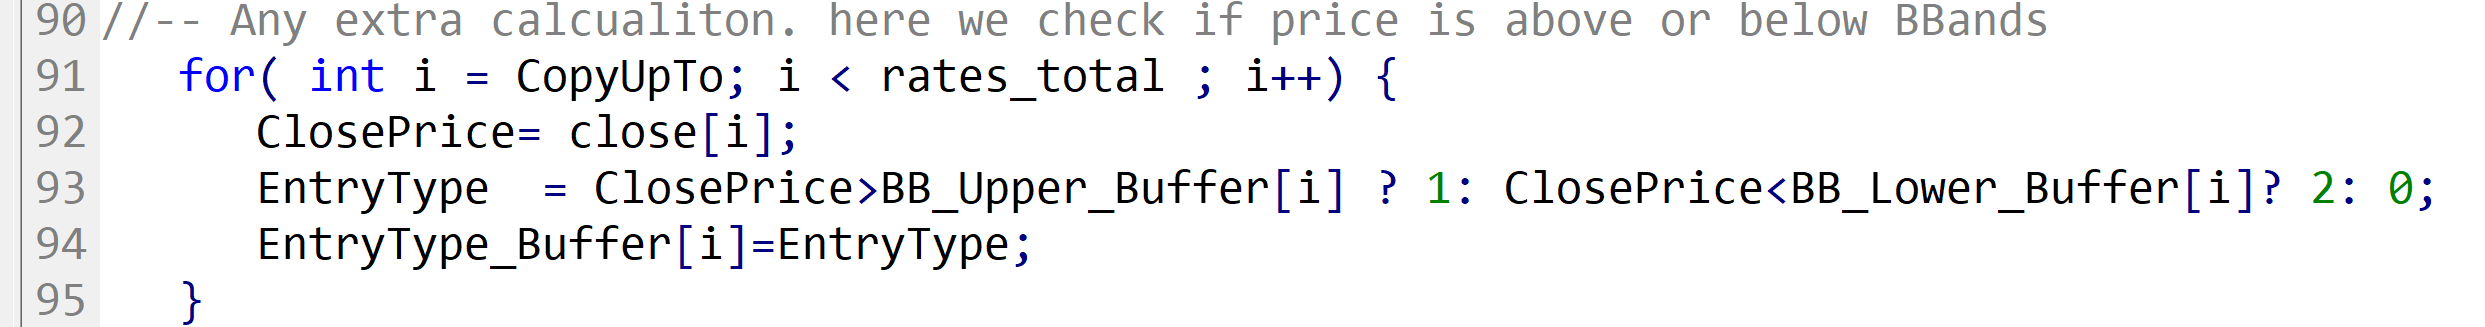 90 //-- Any extra calcualiton. here we check if price is above or below BBands
91    for( int i = CopyUpTo; i < rates_total ; i++) {
92       ClosePrice= close[i];
93       EntryType  = ClosePrice>BB_Upper_Buffer[i] ? 1: ClosePrice<BB_Lower_Buffer[i]? 2: 0;
94       EntryType_Buffer[i]=EntryType;
95    }